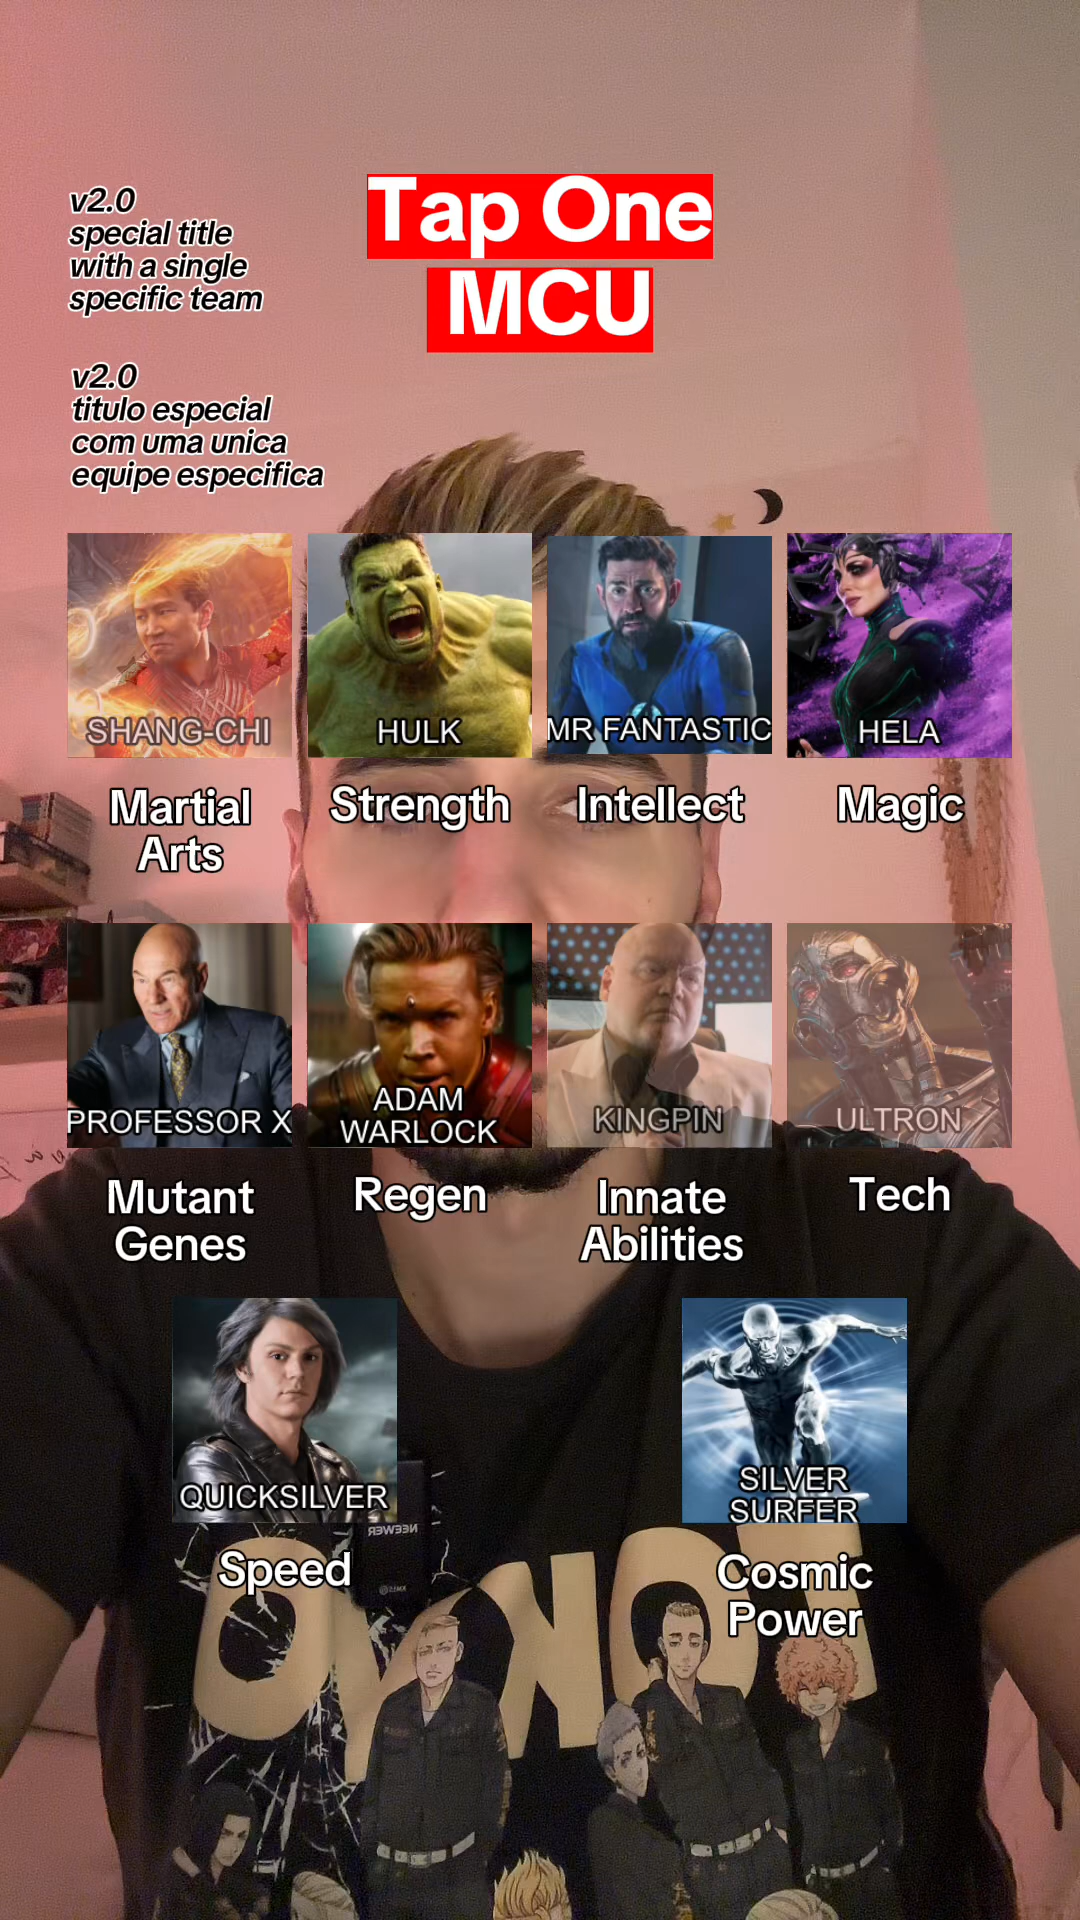 Tap One
MCU
v2.0
special title
with a single
specific team
v2.0
titulo especial
com uma unica
equipe especifica
SHANG-CHI
HULK
MR FANTASTIC
HELA
Martial
Arts
Strength
Intellect
Magic
PROFESSOR X
ADAM
WARLOCK
KINGPIN
ULTRON
Mutant
Genes
Regen
Innate
Abilities
Tech
QUICKSILVER
SILVER
SURFER
NEEWER
Speed
Cosmic
Power
TOKYO